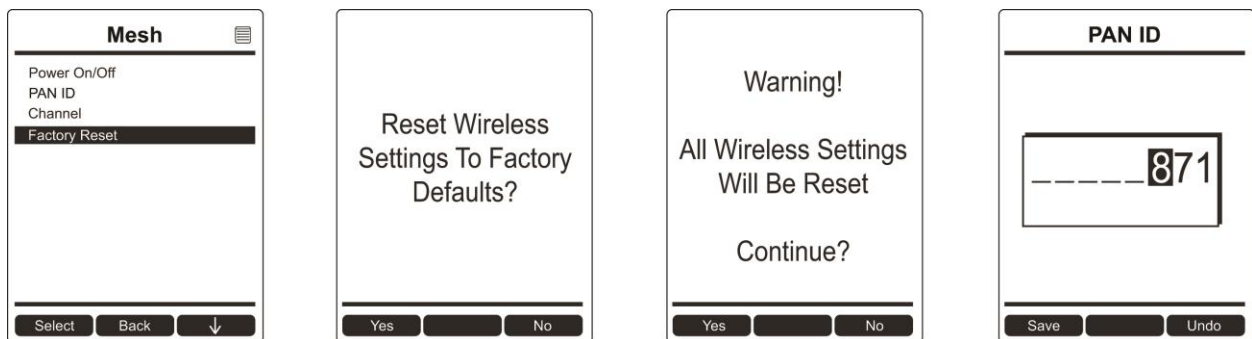 Mesh
Power On/Off
PAN ID
Channel
Factory Reset
Select Back ↓
Reset Wireless
Settings To Factory
Defaults?
Yes No
Warning!
All Wireless Settings
Will Be Reset
Continue?
Yes No
PAN ID
_____871
Save Undo